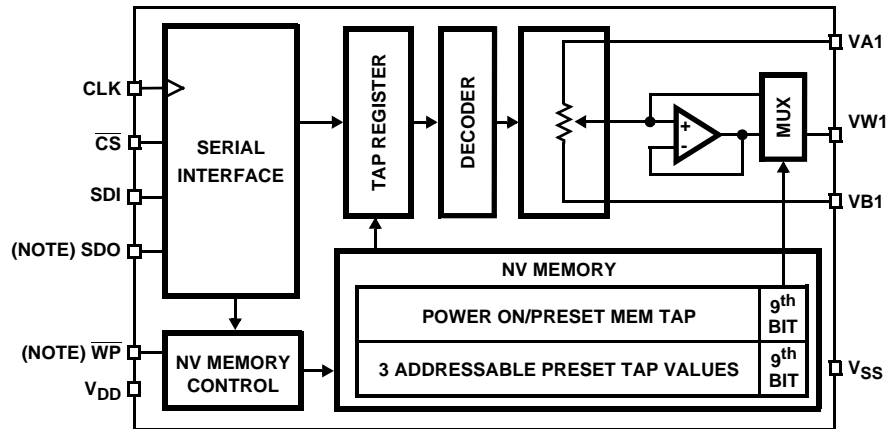 CLK
CS
SDI
(NOTE) SDO
(NOTE) WP
VDD
SERIAL
INTERFACE
NV MEMORY
CONTROL
TAP REGISTER
DECODER
+
-
MUX
VA1
VW1
VB1
VSS
NV MEMORY
POWER ON/PRESET MEM TAP
9th
BIT
3 ADDRESSABLE PRESET TAP VALUES
9th
BIT